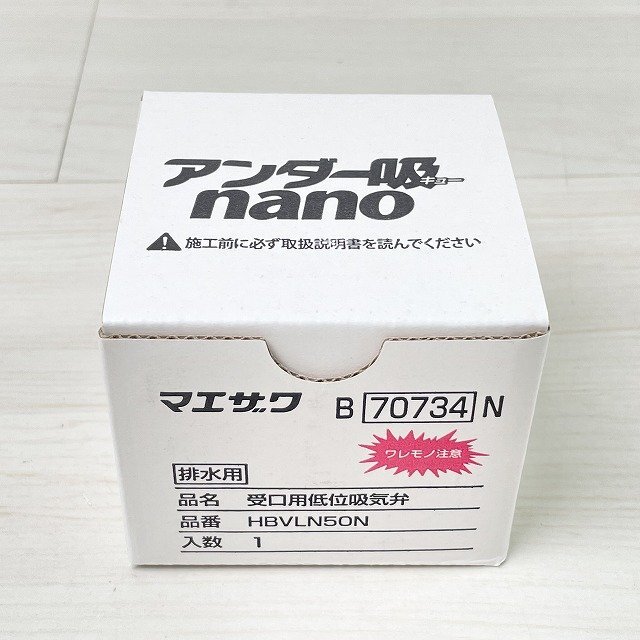 アンダー吸
キュー
nano
施工前に必ず取扱説明書を読んでください
マエザワ B 70734 N
ワレモノ注意
排水用
品名 受口用低位吸気弁
品番 HBVLN50N
入数 1